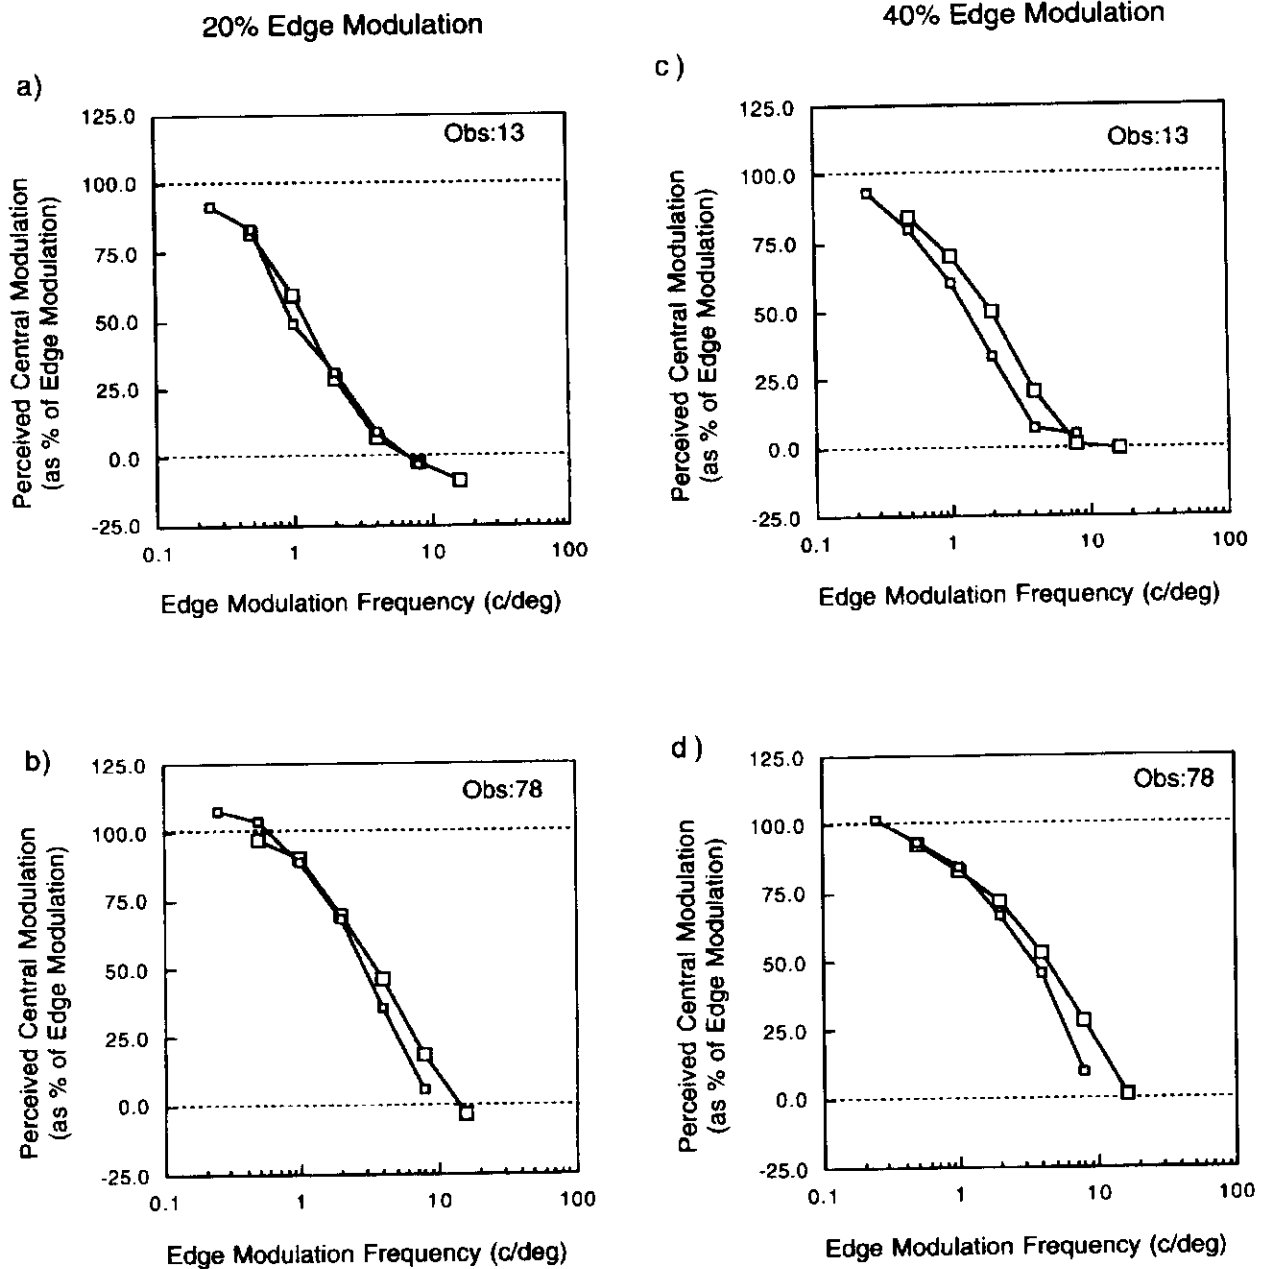 20% Edge Modulation
40% Edge Modulation
a)
125.0
100.0
75.0
50.0
25.0
0.0
-25.0
Obs:13
Perceived Central Modulation
(as % of Edge Modulation)
0.1
1
10
100
Edge Modulation Frequency (c/deg)
c)
125.0
100.0
75.0
50.0
25.0
0.0
-25.0
Obs:13
Perceived Central Modulation
(as % of Edge Modulation)
0.1
1
10
100
Edge Modulation Frequency (c/deg)
b)
125.0
100.0
75.0
50.0
25.0
0.0
-25.0
Obs:78
Perceived Central Modulation
(as % of Edge Modulation)
0.1
1
10
100
Edge Modulation Frequency (c/deg)
d)
125.0
100.0
75.0
50.0
25.0
0.0
-25.0
Obs:78
Perceived Central Modulation
(as % of Edge Modulation)
0.1
1
10
100
Edge Modulation Frequency (c/deg)